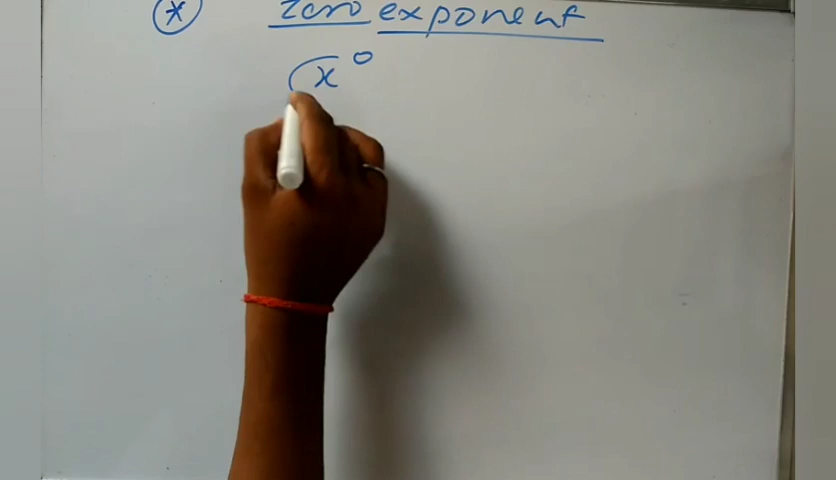 * zero exponent
x⁰